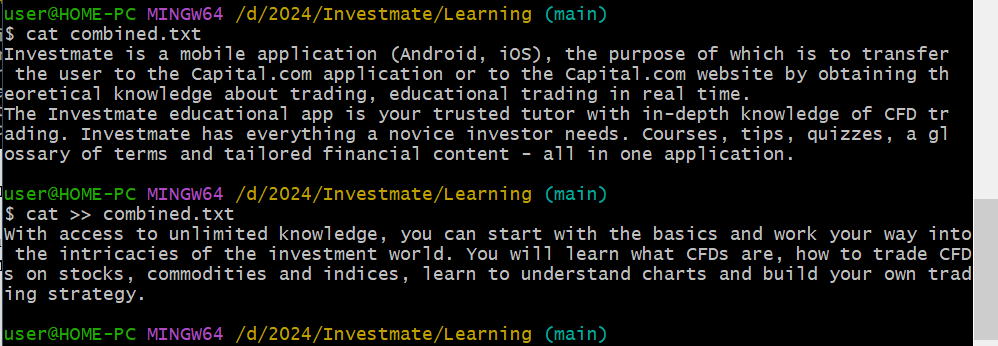 user@HOME-PC MINGW64 /d/2024/Investmate/Learning (main)
$ cat combined.txt
Investmate is a mobile application (Android, iOS), the purpose of which is to transfer
 the user to the Capital.com application or to the Capital.com website by obtaining th
eoretical knowledge about trading, educational trading in real time.
The Investmate educational app is your trusted tutor with in-depth knowledge of CFD tr
ading. Investmate has everything a novice investor needs. Courses, tips, quizzes, a gl
ossary of terms and tailored financial content - all in one application.

user@HOME-PC MINGW64 /d/2024/Investmate/Learning (main)
$ cat >> combined.txt
With access to unlimited knowledge, you can start with the basics and work your way into
 the intricacies of the investment world. You will learn what CFDs are, how to trade CFD
s on stocks, commodities and indices, learn to understand charts and build your own trad
ing strategy.

user@HOME-PC MINGW64 /d/2024/Investmate/Learning (main)